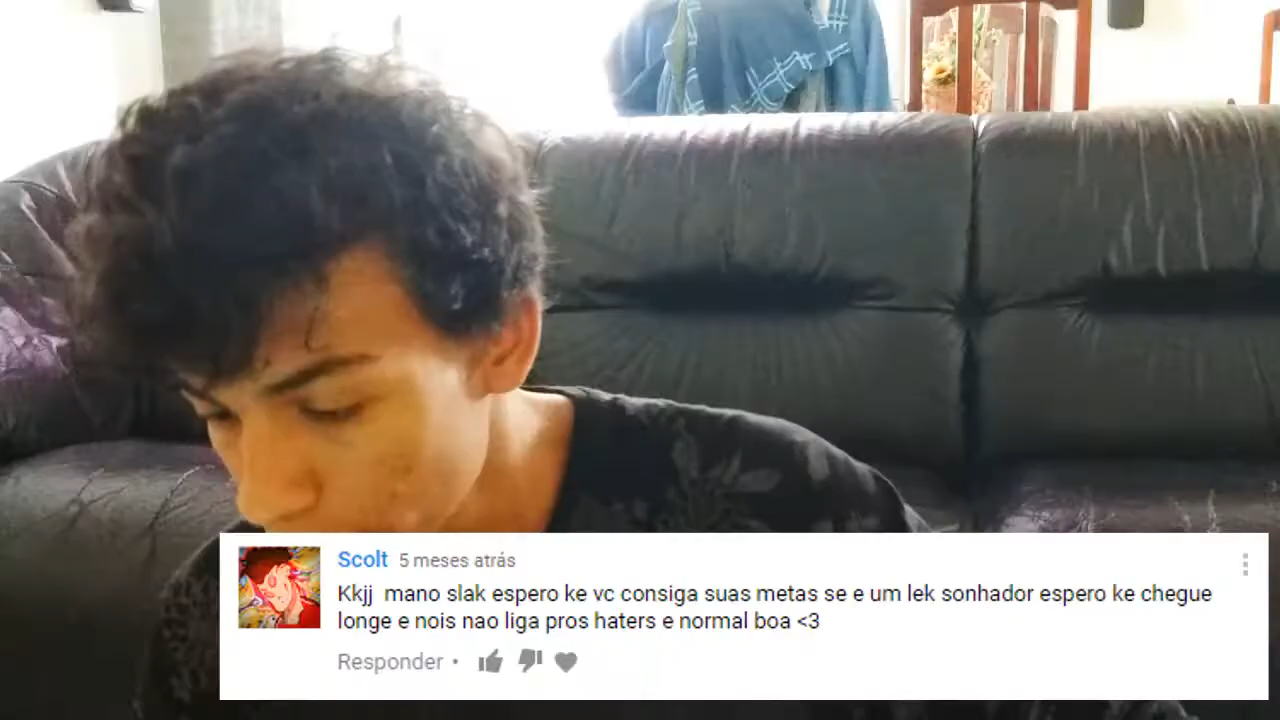 Scolt 5 meses atrás
Kkjj mano slak espero ke vc consiga suas metas se e um lek sonhador espero ke chegue
longe e nois nao liga pros haters e normal boa <3
Responder •